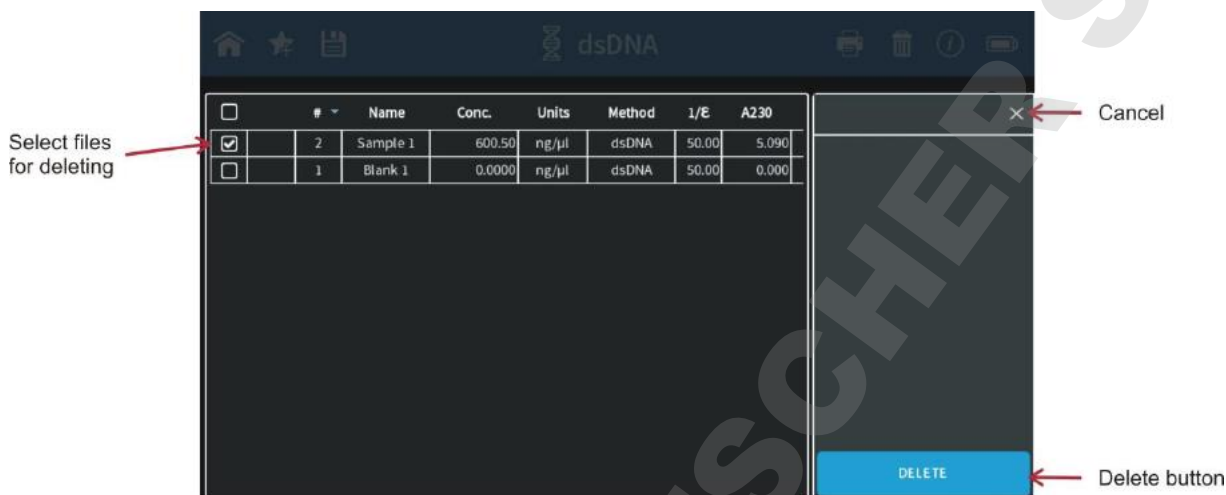 dsDNA
# Name Conc. Units Method 1/ε A230
Cancel
Select files
for deleting
2 Sample 1 600.50 ng/µl dsDNA 50.00 5.090
1 Blank 1 0.0000 ng/µl dsDNA 50.00 0.000
DELETE
Delete button
SCHER S